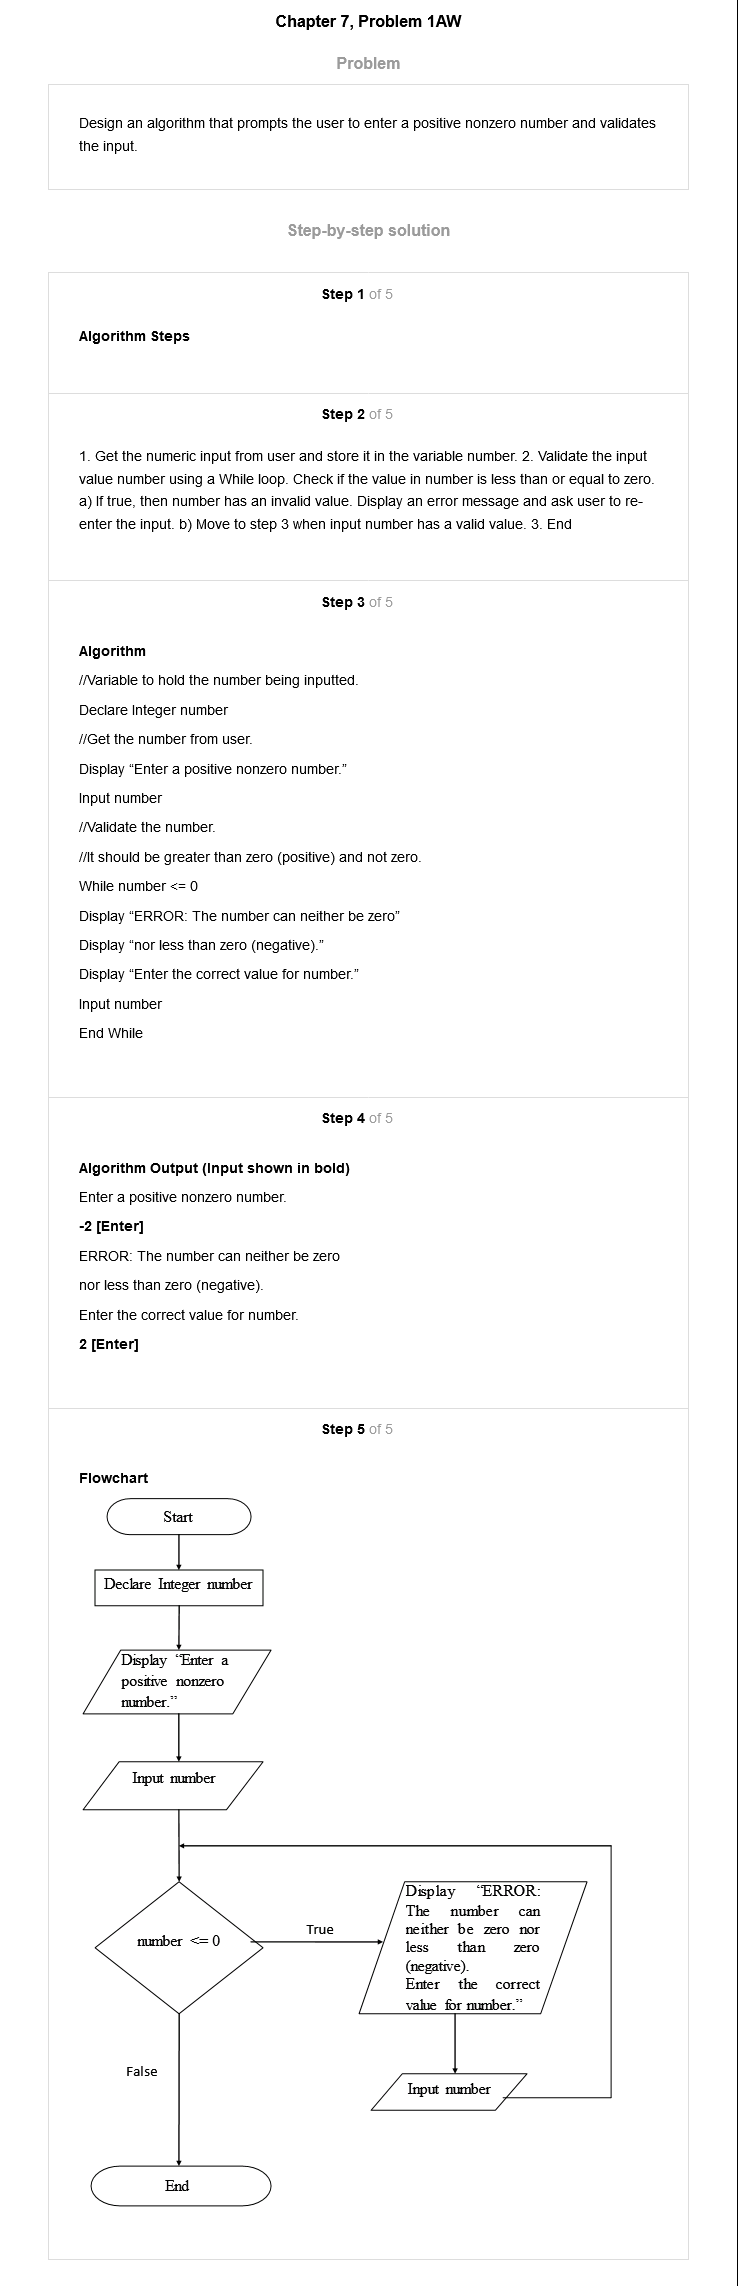 Chapter 7, Problem 1AW
Problem
Design an algorithm that prompts the user to enter a positive nonzero number and validates
the input.
Step-by-step solution
Step 1 of 5
Algorithm Steps
Step 2 of 5
1. Get the numeric input from user and store it in the variable number. 2. Validate the input
value number using a While loop. Check if the value in number is less than or equal to zero.
a) If true, then number has an invalid value. Display an error message and ask user to re-
enter the input. b) Move to step 3 when input number has a valid value. 3. End
Step 3 of 5
Algorithm
//Variable to hold the number being inputted.
Declare Integer number
//Get the number from user.
Display “Enter a positive nonzero number.”
Input number
//Validate the number.
//It should be greater than zero (positive) and not zero.
While number <= 0
Display “ERROR: The number can neither be zero”
Display “nor less than zero (negative).”
Display “Enter the correct value for number.”
Input number
End While
Step 4 of 5
Algorithm Output (Input shown in bold)
Enter a positive nonzero number.
-2 [Enter]
ERROR: The number can neither be zero
nor less than zero (negative).
Enter the correct value for number.
2 [Enter]
Step 5 of 5
Flowchart
Start
Declare Integer number
Display “Enter a
positive nonzero
number.”
Input number
number <= 0
True
Display “ERROR:
The number can
neither be zero nor
less than zero
(negative).
Enter the correct
value for number.”
Input number
False
End